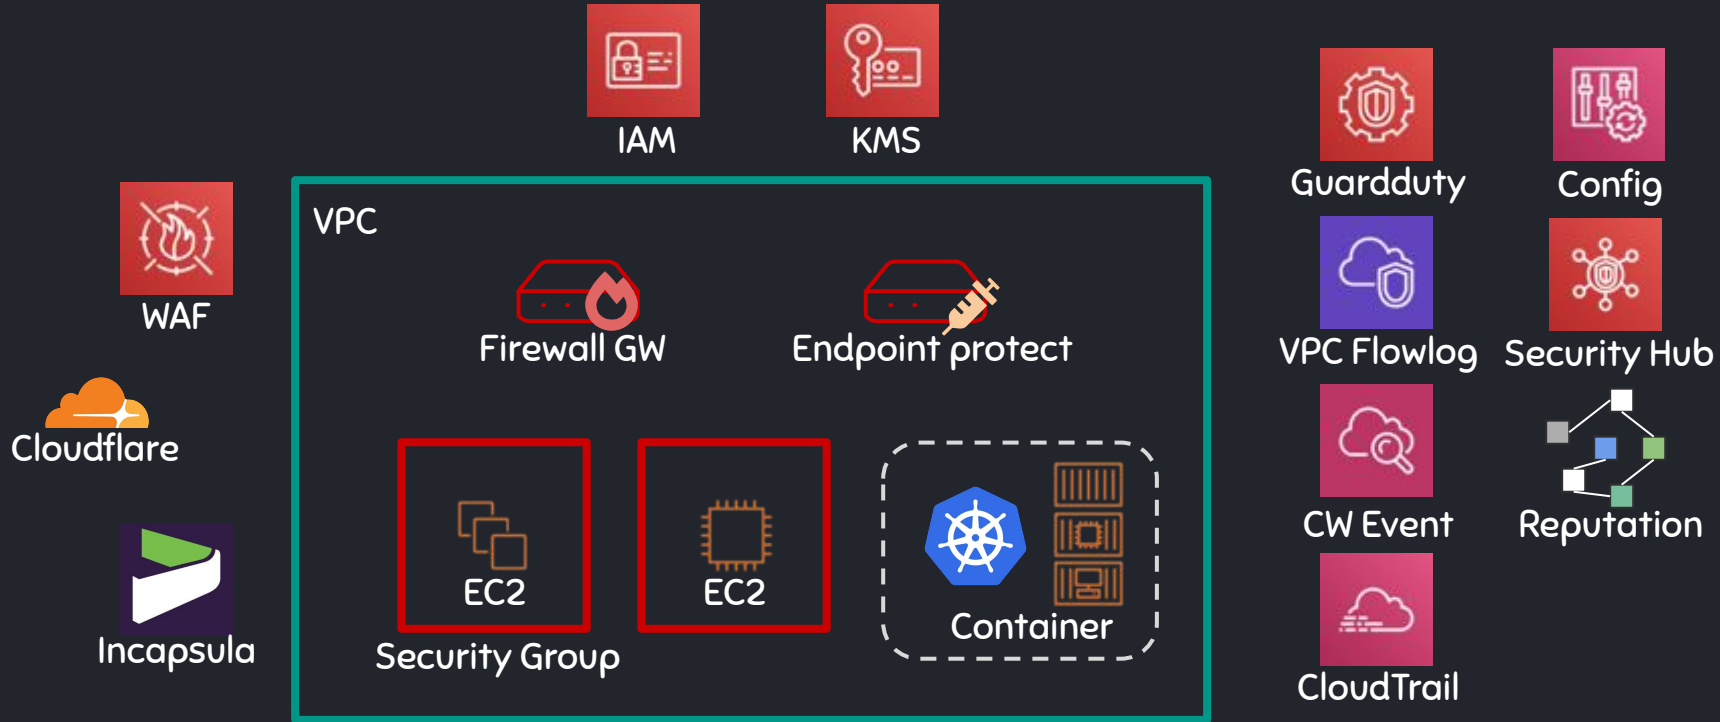 IAM
KMS
Guardduty
Config
WAF
VPC
Firewall GW
Endpoint protect
VPC Flowlog
Security Hub
Cloudflare
EC2
EC2
Container
CW Event
Reputation
Incapsula
Security Group
CloudTrail